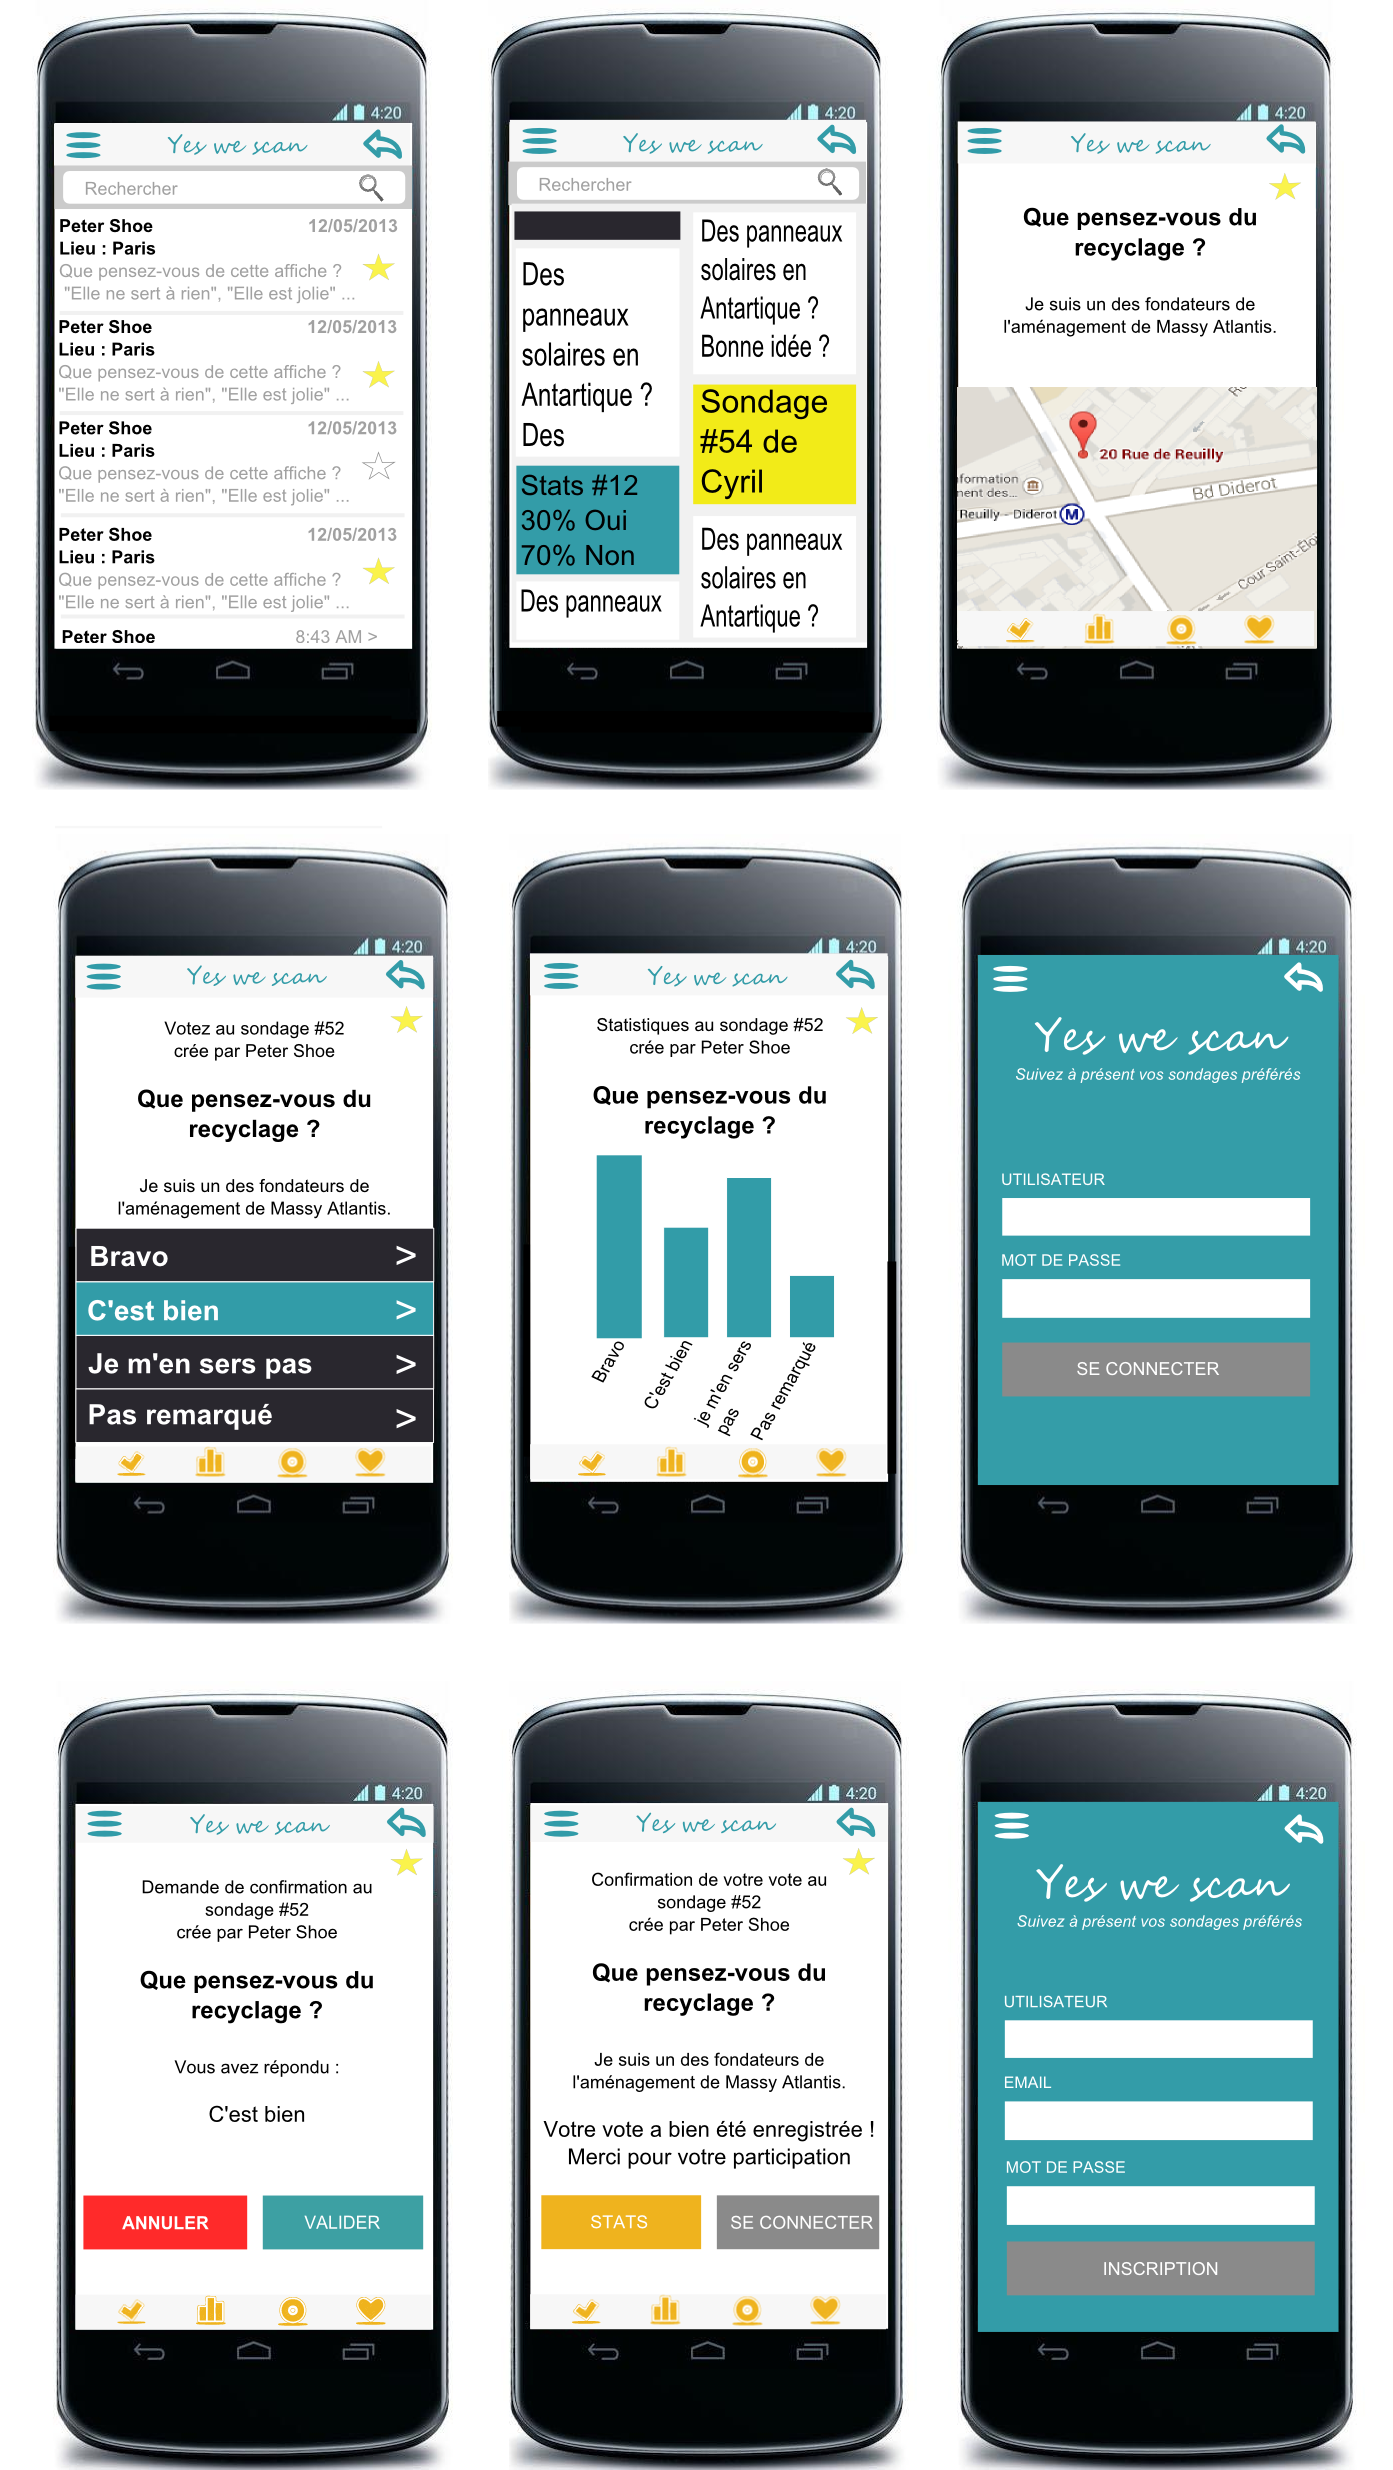 4:20
Yes we scan
Rechercher
Peter Shoe 12/05/2013
Lieu : Paris
Que pensez-vous de cette affiche ?
"Elle ne sert à rien", "Elle est jolie" ...
Peter Shoe 12/05/2013
Lieu : Paris
Que pensez-vous de cette affiche ?
"Elle ne sert à rien", "Elle est jolie" ...
Peter Shoe 12/05/2013
Lieu : Paris
Que pensez-vous de cette affiche ?
"Elle ne sert à rien", "Elle est jolie" ...
Peter Shoe 12/05/2013
Lieu : Paris
Que pensez-vous de cette affiche ?
"Elle ne sert à rien", "Elle est jolie" ...
Peter Shoe 8:43 AM >
4:20
Yes we scan
Rechercher
Des
panneaux
solaires en
Antartique ?
Des
Stats #12
30% Oui
70% Non
Des panneaux
Des panneaux
solaires en
Antartique ?
Bonne idée ?
Sondage
#54 de
Cyril
Des panneaux
solaires en
Antartique ?
4:20
Yes we scan
Que pensez-vous du
recyclage ?
Je suis un des fondateurs de
l'aménagement de Massy Atlantis.
20 Rue de Reuilly
formation
nent des...
Bd Diderot
Reuilly - Diderot M
Cour Saint-Élo
4:20
Yes we scan
Votez au sondage #52
crée par Peter Shoe
Que pensez-vous du
recyclage ?
Je suis un des fondateurs de
l'aménagement de Massy Atlantis.
Bravo >
C'est bien >
Je m'en sers pas >
Pas remarqué >
4:20
Yes we scan
Statistiques au sondage #52
crée par Peter Shoe
Que pensez-vous du
recyclage ?
Bravo
C'est bien
je m'en sers
pas
Pas remarqué
4:20
Yes we scan
Suivez à présent vos sondages préférés
UTILISATEUR
MOT DE PASSE
SE CONNECTER
4:20
Yes we scan
Demande de confirmation au
sondage #52
crée par Peter Shoe
Que pensez-vous du
recyclage ?
Vous avez répondu :
C'est bien
ANNULER VALIDER
4:20
Yes we scan
Confirmation de votre vote au
sondage #52
crée par Peter Shoe
Que pensez-vous du
recyclage ?
Je suis un des fondateurs de
l'aménagement de Massy Atlantis.
Votre vote a bien été enregistrée !
Merci pour votre participation
STATS SE CONNECTER
4:20
Yes we scan
Suivez à présent vos sondages préférés
UTILISATEUR
EMAIL
MOT DE PASSE
INSCRIPTION